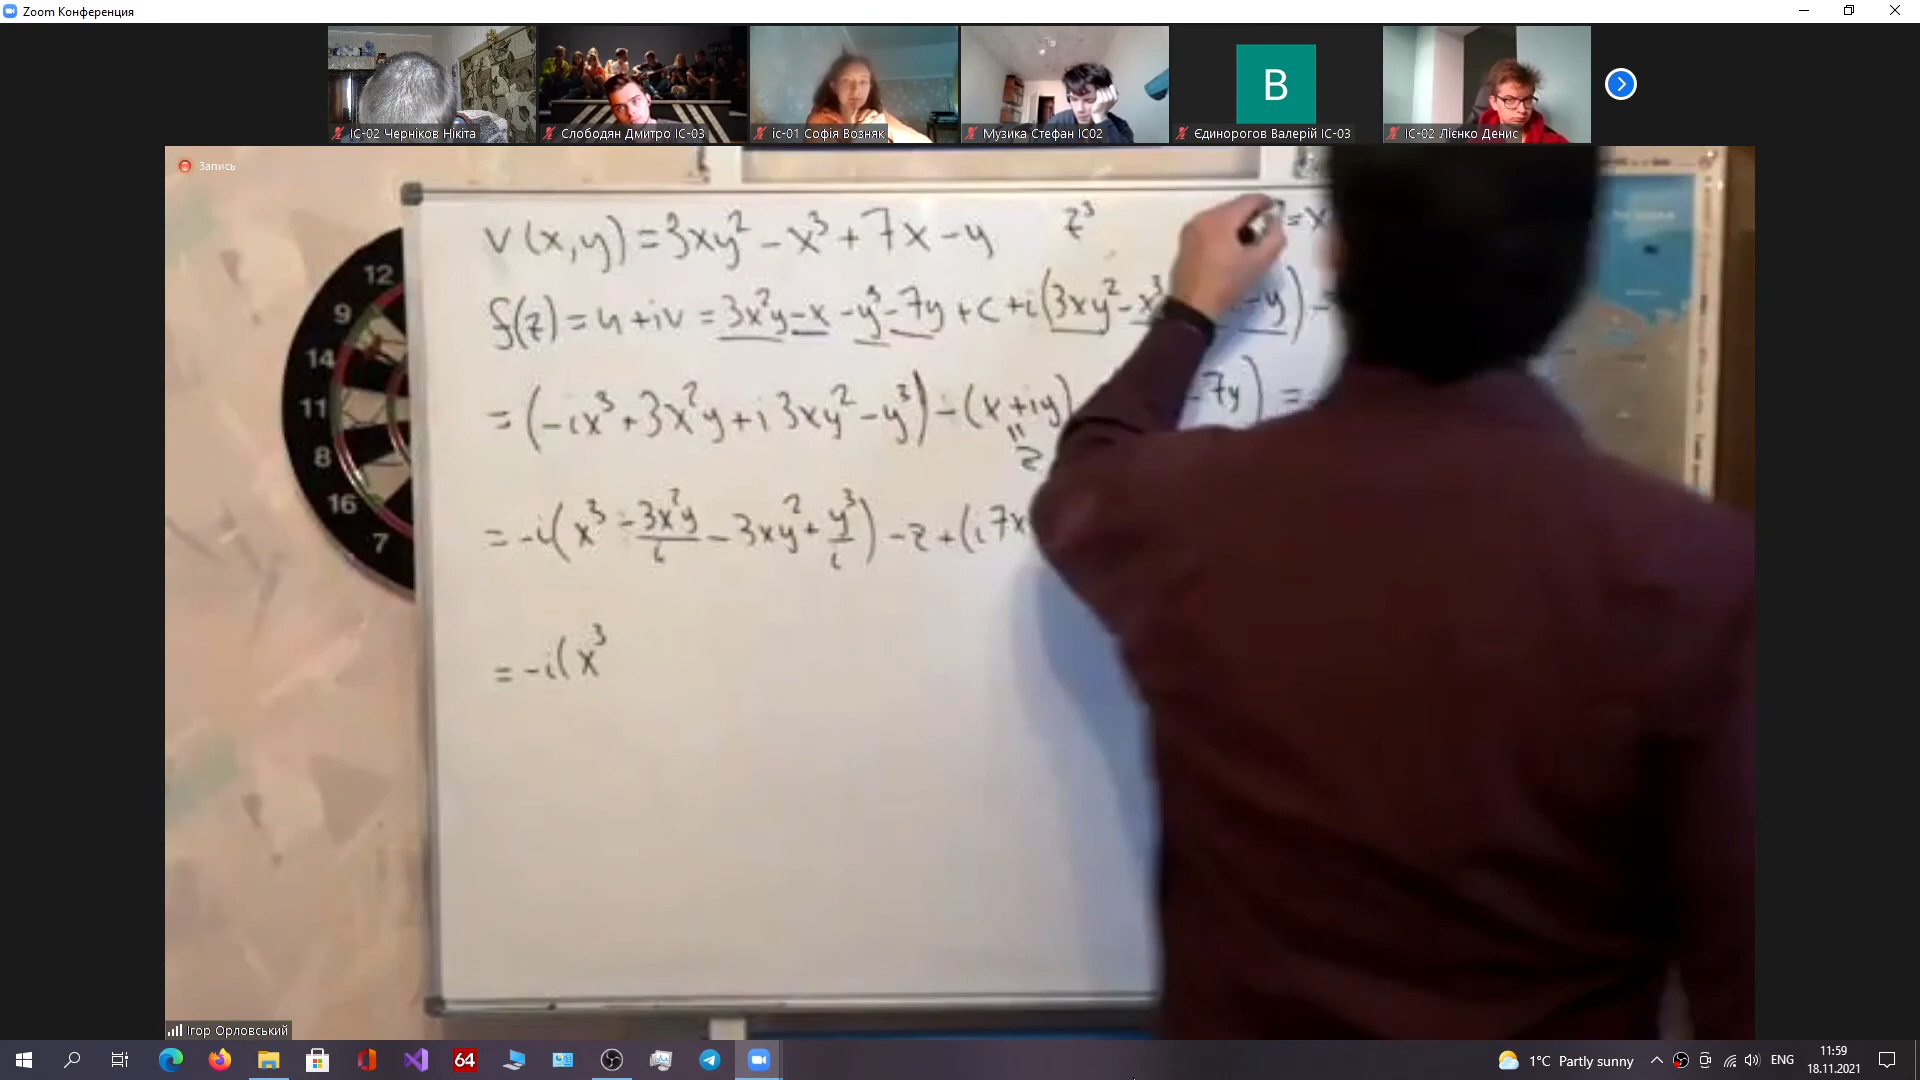 Zoom Конференция
ІС-02 Черніков Нікіта
Слободян Дмитро ІС-03
іс-01 Софія Возняк
Музика Стефан ІС02
B
Єдинорогов Валерій ІС-03
ІС-02 Лієнко Денис
Запись
v(x,y)=3xy²-x³+7x-y
z³
=x
f(z)=u+iv=3x²y-x-y³-7y+c+i(3xy²-x³ -y)-
=(-ix³+3x²y+i3xy²-y³)-(x+iy) -7y)=
z
=-i(x³-3x²y/i-3xy²+y³/i)-z+(i7x
=-i(x³
12
9
14
11
8
16
7
Ігор Орловський
64
1°C Partly sunny
ENG
11:59
18.11.2021